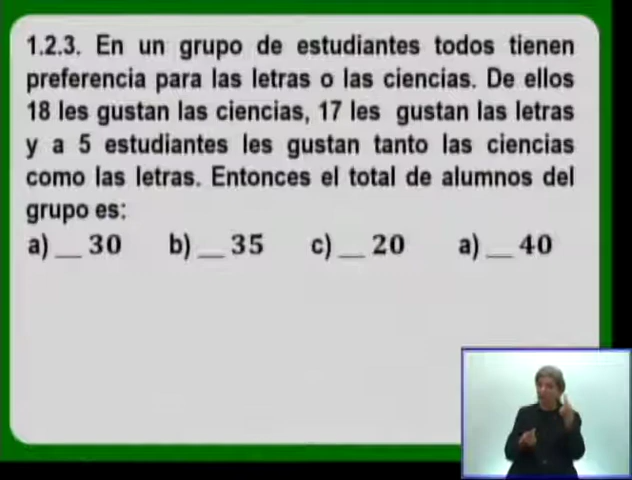 1.2.3. En un grupo de estudiantes todos tienen
preferencia para las letras o las ciencias. De ellos
18 les gustan las ciencias, 17 les gustan las letras
y a 5 estudiantes les gustan tanto las ciencias
como las letras. Entonces el total de alumnos del
grupo es:
a) __ 30 b) __ 35 c) __ 20 a) __ 40